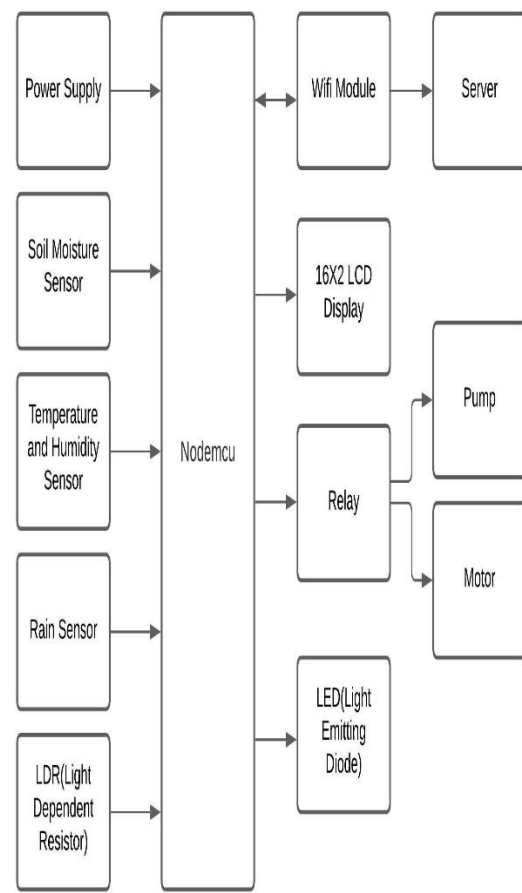 Power Supply
Soil Moisture
Sensor
Temperature
and Humidity
Sensor
Rain Sensor
LDR(Light
Dependent
Resistor)
Nodemcu
Wifi Module
Server
16X2 LCD
Display
Relay
Pump
Motor
LED(Light
Emitting
Diode)